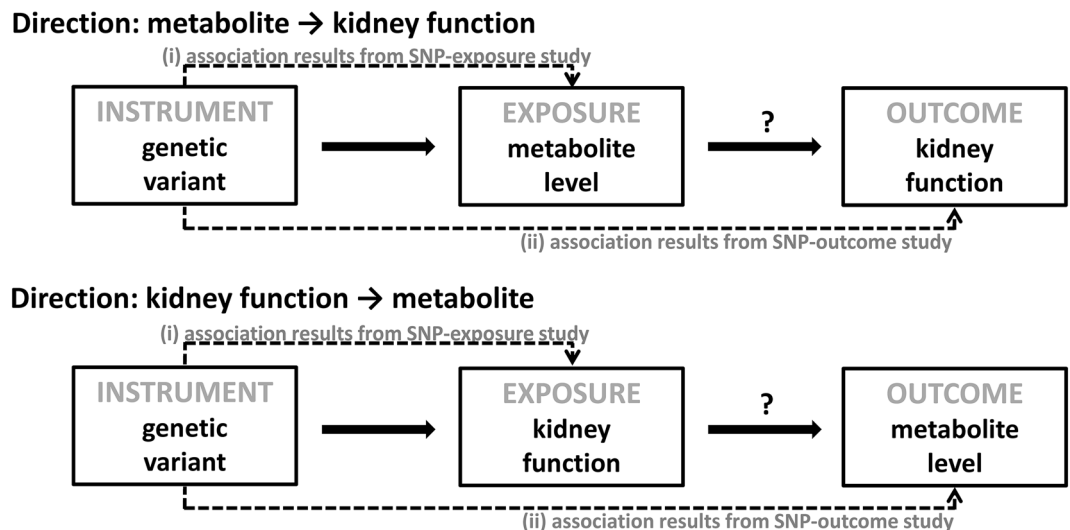 Direction: metabolite → kidney function
(i) association results from SNP-exposure study
INSTRUMENT
genetic
variant
EXPOSURE
metabolite
level
?
OUTCOME
kidney
function
(ii) association results from SNP-outcome study
Direction: kidney function → metabolite
(i) association results from SNP-exposure study
INSTRUMENT
genetic
variant
EXPOSURE
kidney
function
?
OUTCOME
metabolite
level
(ii) association results from SNP-outcome study